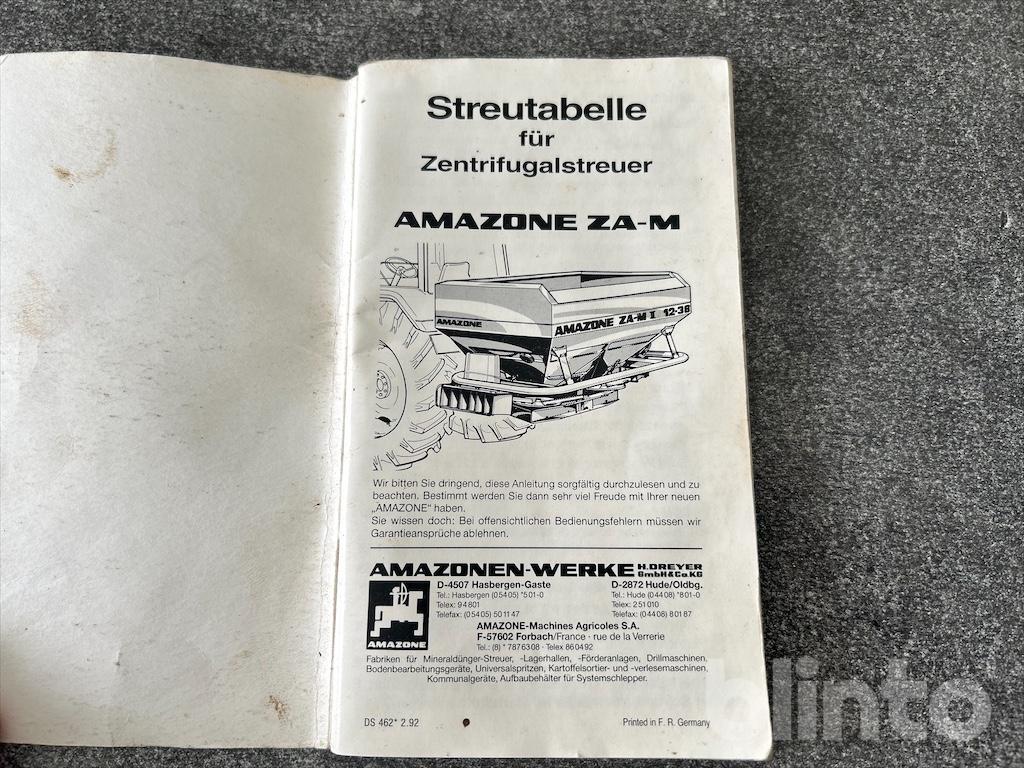 Streutabelle
für
Zentrifugalstreuer
AMAZONE ZA-M
AMAZONE
AMAZONE ZA-M I 12-36
Wir bitten Sie dringend, diese Anleitung sorgfältig durchzulesen und zu
beachten. Bestimmt werden Sie dann sehr viel Freude mit Ihrer neuen
„AMAZONE“ haben.
Sie wissen doch: Bei offensichtlichen Bedienungsfehlern müssen wir
Garantieansprüche ablehnen.
AMAZONEN-WERKE H.DREYER GmbH&Co.KG
D-4507 Hasbergen-Gaste
Tel.: Hasbergen (05405) *501-0
Telex: 94801
Telefax: (05405) 501147
D-2872 Hude/Oldbg.
Tel.: Hude (04408) *801-0
Telex: 251010
Telefax: (04408) 80187
AMAZONE
AMAZONE-Machines Agricoles S.A.
F-57602 Forbach/France · rue de la Verrerie
Tel.: (8) * 7876308 · Telex 860492
Fabriken für Mineraldünger-Streuer, -Lagerhallen, -Förderanlagen, Drillmaschinen,
Bodenbearbeitungsgeräte, Universalspritzen, Kartoffelsortier- und -verlesemaschinen,
Kommunalgeräte, Aufbaubehälter für Systemschlepper.
DS 462* 2.92
Printed in F. R. Germany
blinto